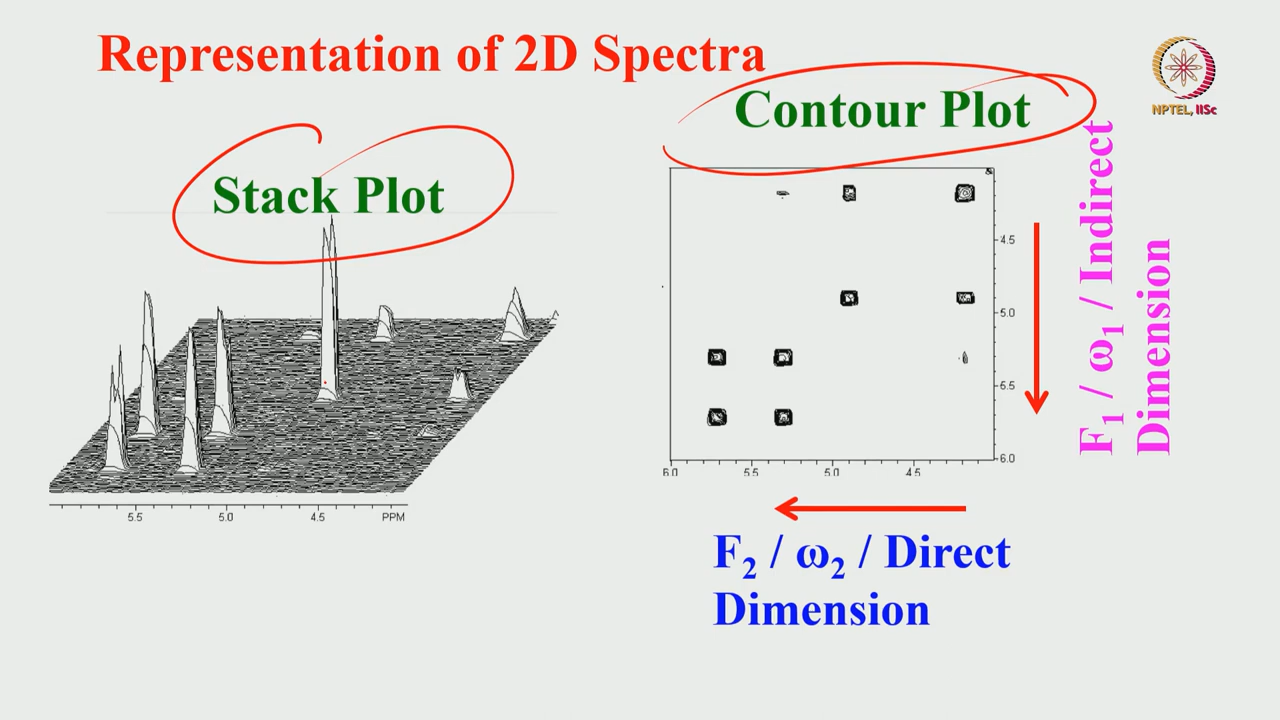 Representation of 2D Spectra
NPTEL, IISc
Contour Plot
Stack Plot
4.5
5.0
6.5
6.0
6.0 5.5 5.0 4.5
F1 / ω1 / Indirect
Dimension
5.5 5.0 4.5 PPM
F2 / ω2 / Direct
Dimension